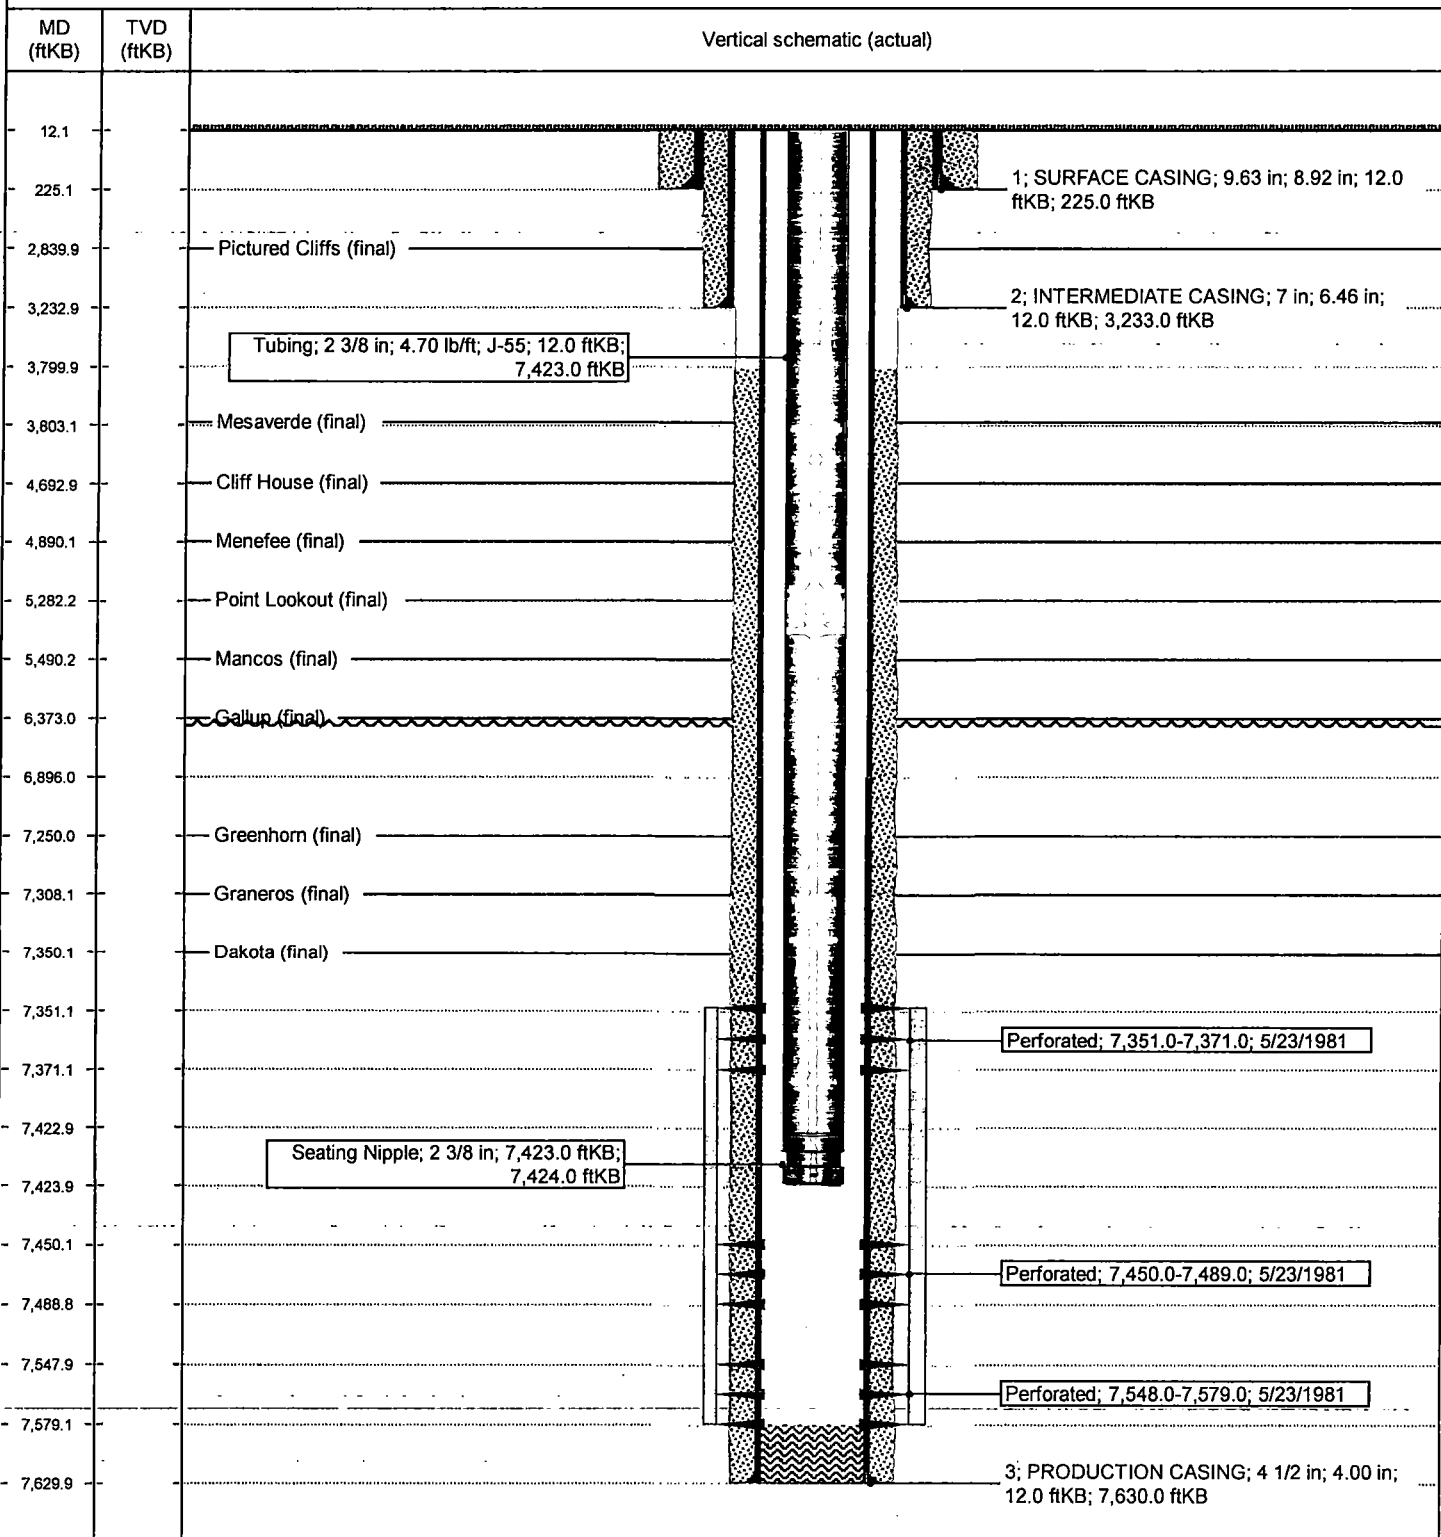 MD (ftKB)
TVD (ftKB)
Vertical schematic (actual)
12.1
225.1
1; SURFACE CASING; 9.63 in; 8.92 in; 12.0
ftKB; 225.0 ftKB
2,839.9
Pictured Cliffs (final)
3,232.9
2; INTERMEDIATE CASING; 7 in; 6.46 in;
12.0 ftKB; 3,233.0 ftKB
Tubing; 2 3/8 in; 4.70 lb/ft; J-55; 12.0 ftKB;
7,423.0 ftKB
3,799.9
3,803.1
Mesaverde (final)
4,692.9
Cliff House (final)
4,890.1
Menefee (final)
5,282.2
Point Lookout (final)
5,490.2
Mancos (final)
6,373.0
Gallup (final)
6,896.0
7,250.0
Greenhorn (final)
7,308.1
Graneros (final)
7,350.1
Dakota (final)
7,351.1
Perforated; 7,351.0-7,371.0; 5/23/1981
7,371.1
7,422.9
Seating Nipple; 2 3/8 in; 7,423.0 ftKB;
7,424.0 ftKB
7,423.9
7,450.1
Perforated; 7,450.0-7,489.0; 5/23/1981
7,488.8
7,547.9
Perforated; 7,548.0-7,579.0; 5/23/1981
7,579.1
7,629.9
3; PRODUCTION CASING; 4 1/2 in; 4.00 in;
12.0 ftKB; 7,630.0 ftKB